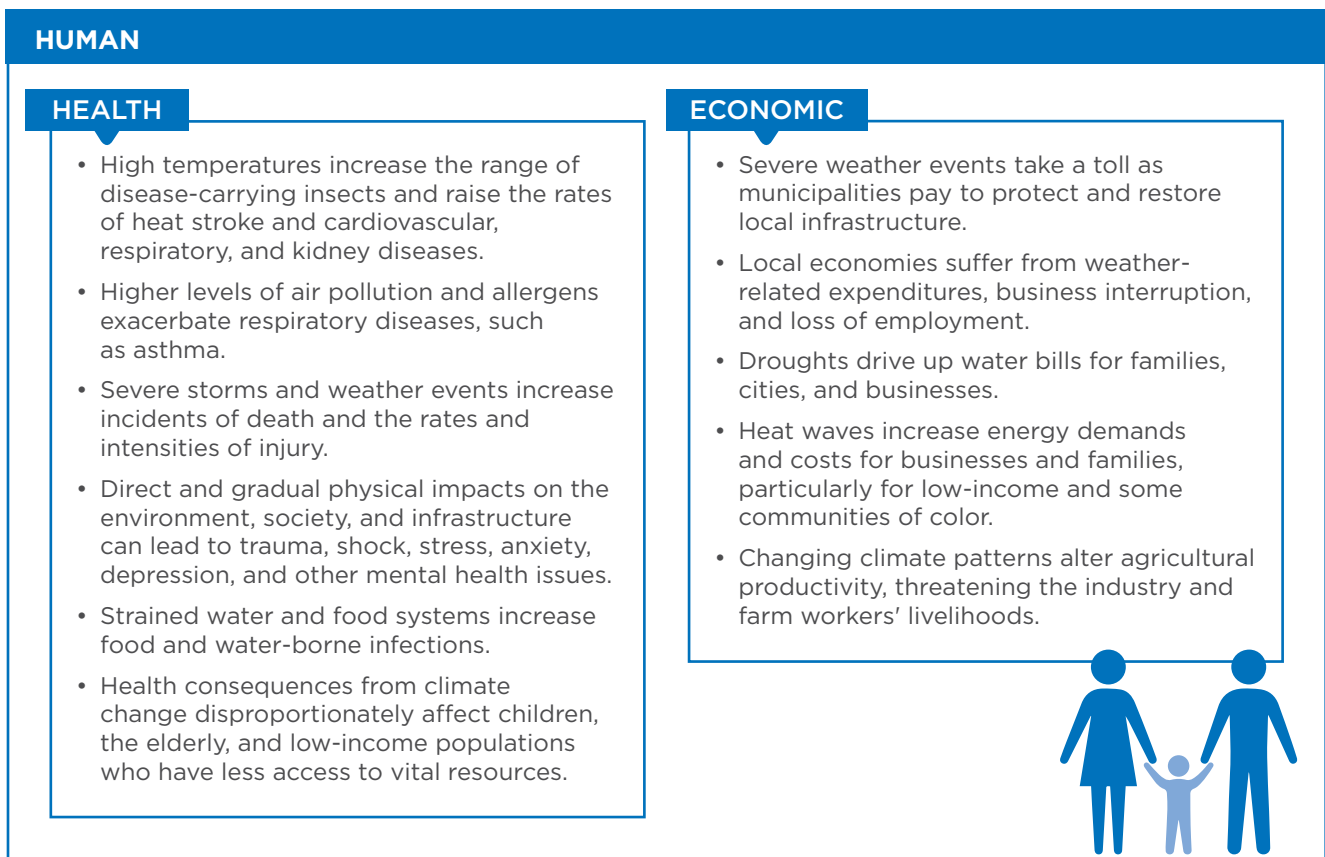 HUMAN
HEALTH
• High temperatures increase the range of
disease-carrying insects and raise the rates
of heat stroke and cardiovascular,
respiratory, and kidney diseases.
• Higher levels of air pollution and allergens
exacerbate respiratory diseases, such
as asthma.
• Severe storms and weather events increase
incidents of death and the rates and
intensities of injury.
• Direct and gradual physical impacts on the
environment, society, and infrastructure
can lead to trauma, shock, stress, anxiety,
depression, and other mental health issues.
• Strained water and food systems increase
food and water-borne infections.
• Health consequences from climate
change disproportionately affect children,
the elderly, and low-income populations
who have less access to vital resources.
ECONOMIC
• Severe weather events take a toll as
municipalities pay to protect and restore
local infrastructure.
• Local economies suffer from weather-
related expenditures, business interruption,
and loss of employment.
• Droughts drive up water bills for families,
cities, and businesses.
• Heat waves increase energy demands
and costs for businesses and families,
particularly for low-income and some
communities of color.
• Changing climate patterns alter agricultural
productivity, threatening the industry and
farm workers' livelihoods.